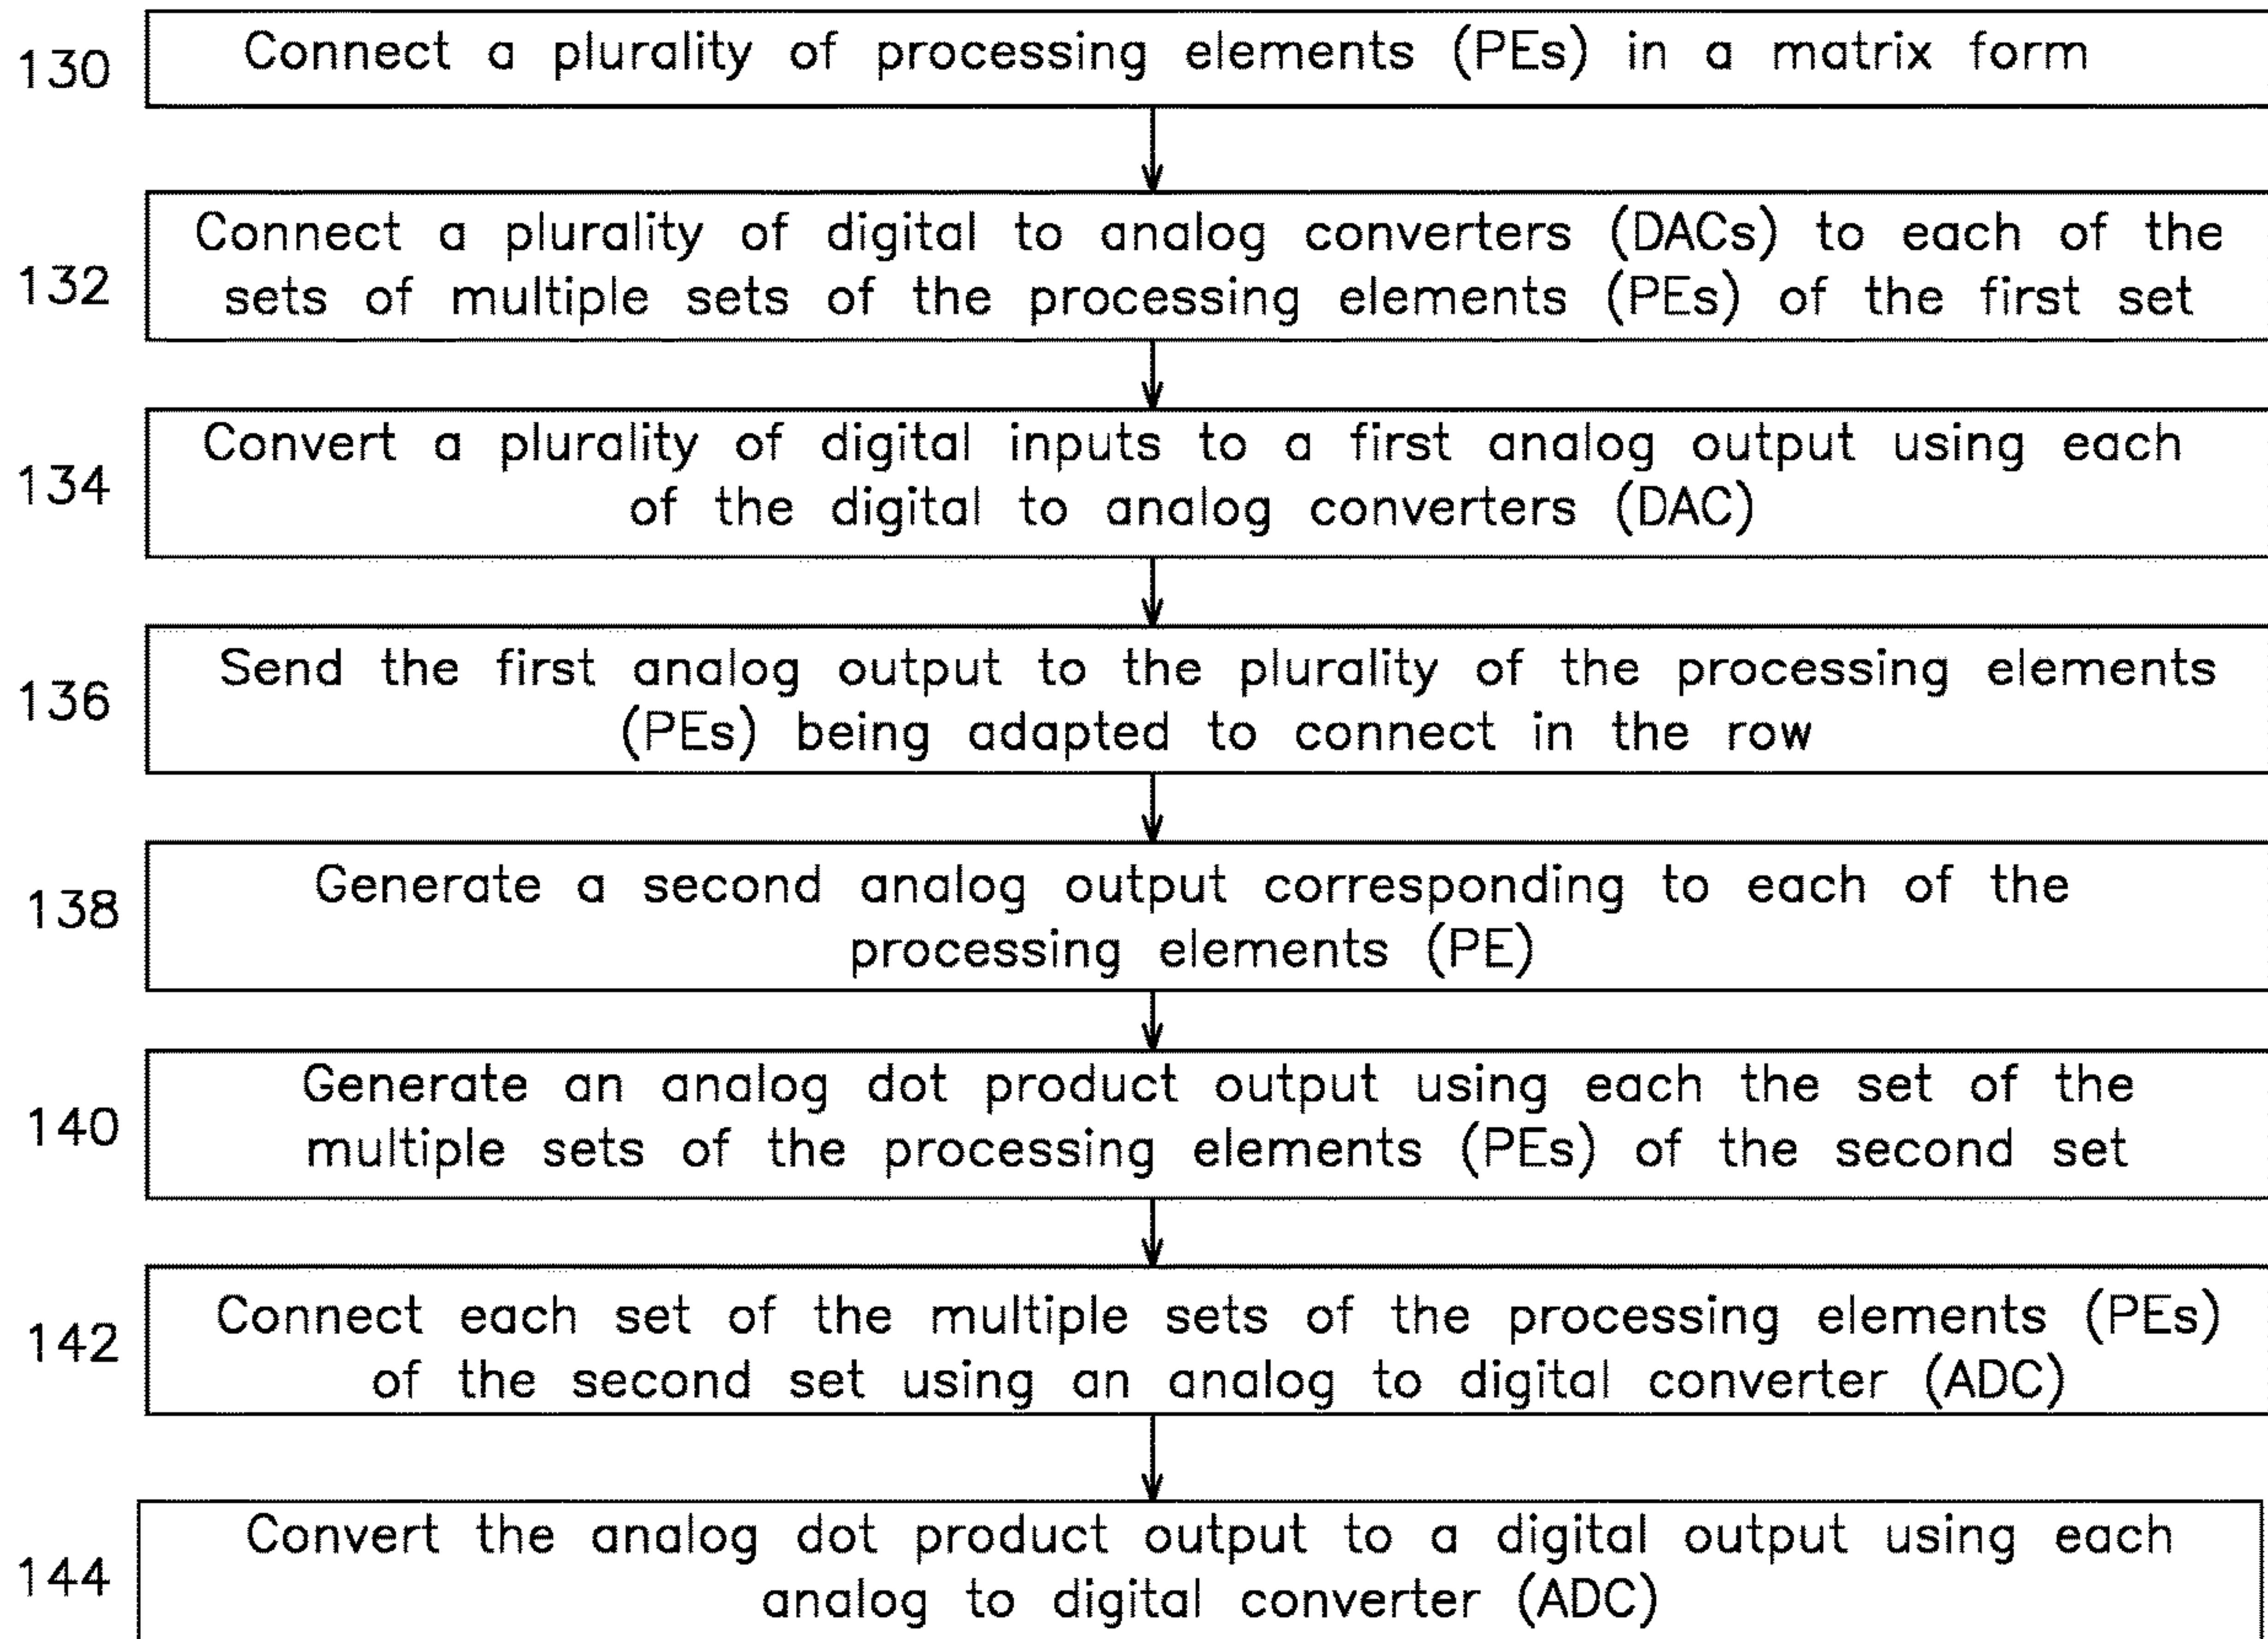 130
Connect a plurality of processing elements (PEs) in a matrix form
132
Connect a plurality of digital to analog converters (DACs) to each of the
sets of multiple sets of the processing elements (PEs) of the first set
134
Convert a plurality of digital inputs to a first analog output using each
of the digital to analog converters (DAC)
136
Send the first analog output to the plurality of the processing elements
(PEs) being adapted to connect in the row
138
Generate a second analog output corresponding to each of the
processing elements (PE)
140
Generate an analog dot product output using each the set of the
multiple sets of the processing elements (PEs) of the second set
142
Connect each set of the multiple sets of the processing elements (PEs)
of the second set using an analog to digital converter (ADC)
144
Convert the analog dot product output to a digital output using each
analog to digital converter (ADC)